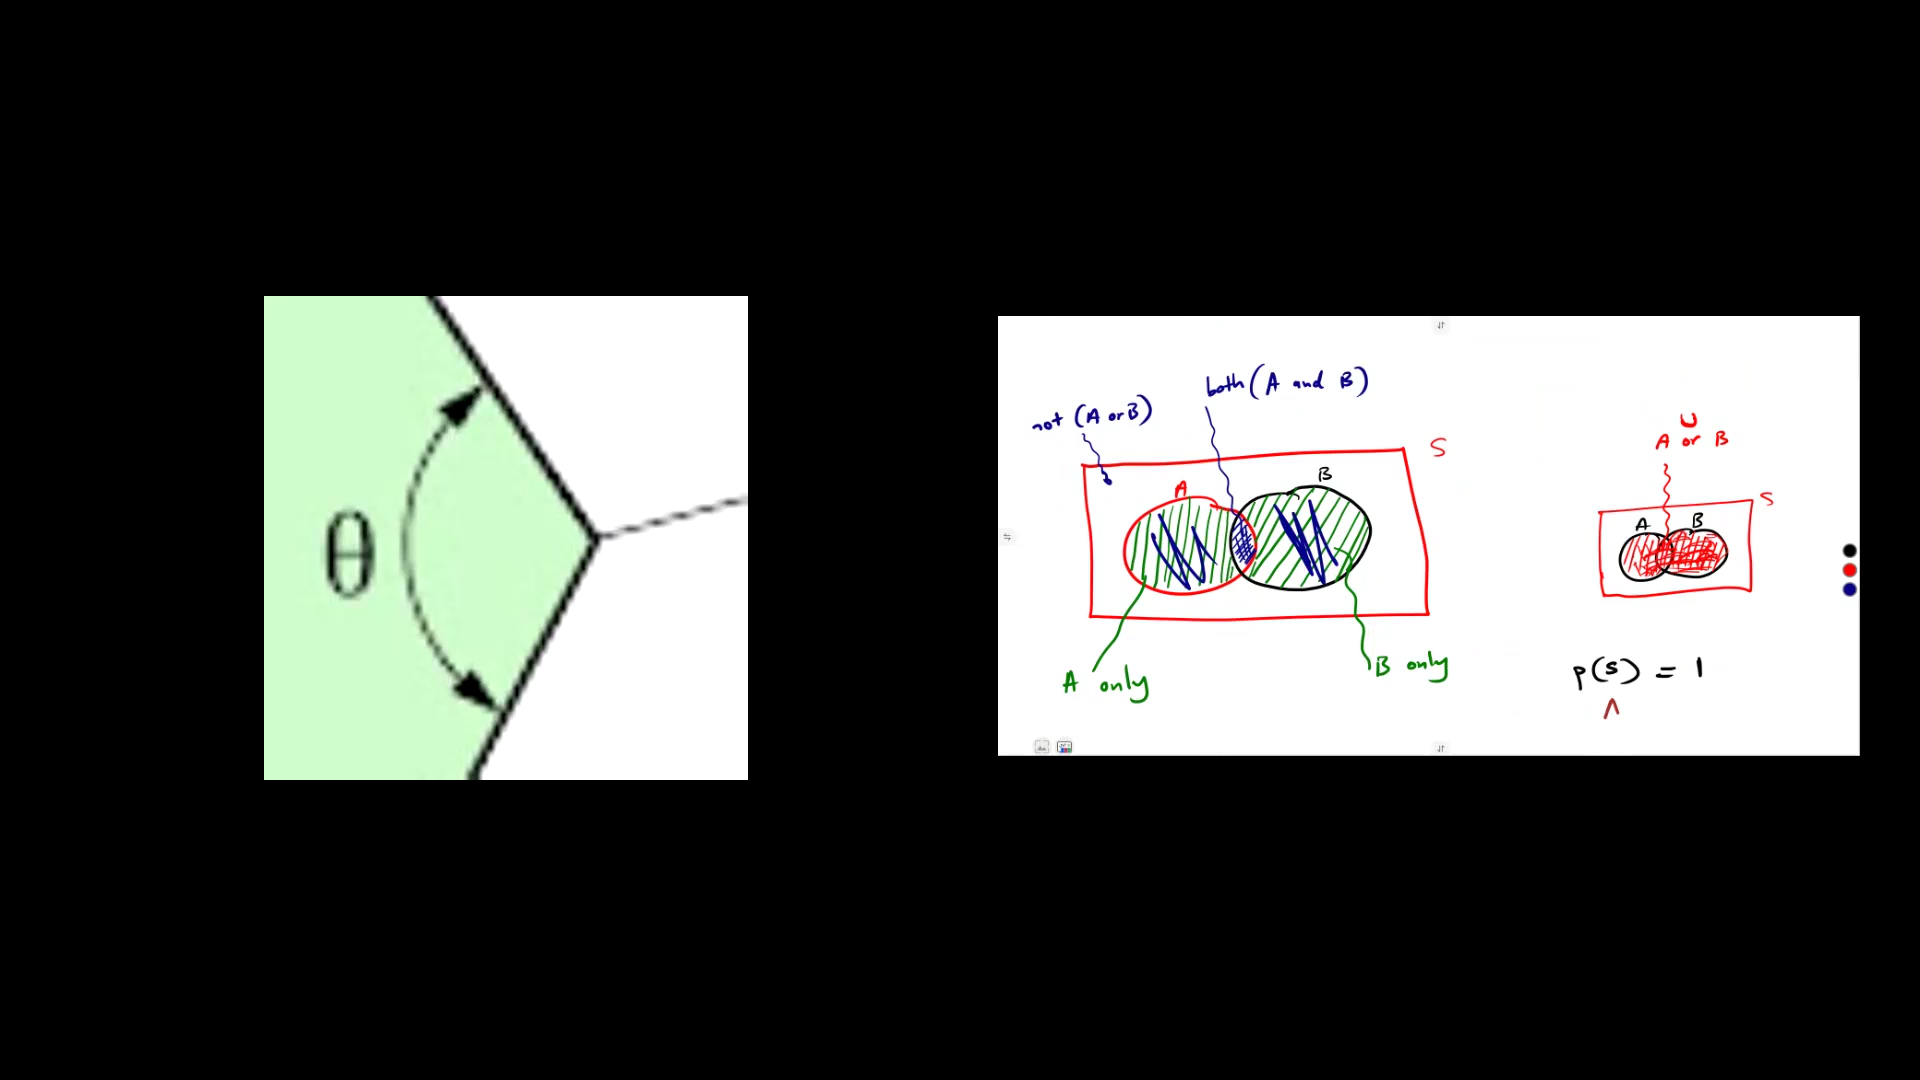 θ
both (A and B)
not (A or B)
S
A
B
A only
B only
U
A or B
S
A
B
P(S) = 1
^